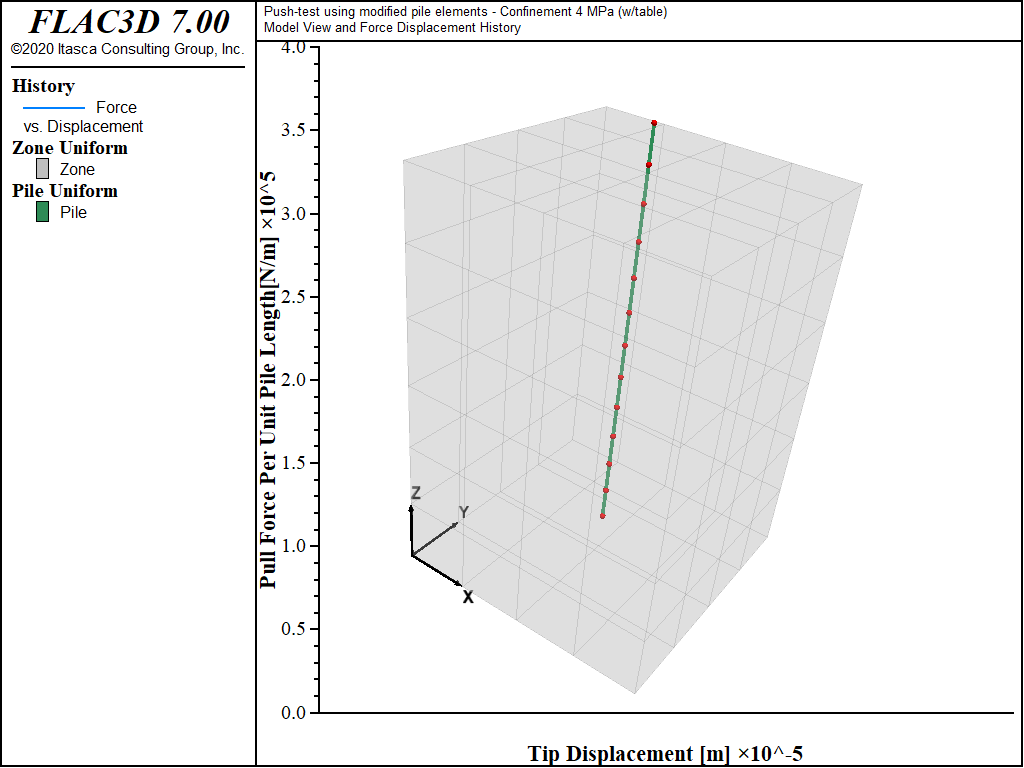 FLAC3D 7.00
©2020 Itasca Consulting Group, Inc.
History
Force
vs. Displacement
Zone Uniform
Zone
Pile Uniform
Pile
Push-test using modified pile elements - Confinement 4 MPa (w/table)
Model View and Force Displacement History
Pull Force Per Unit Pile Length[N/m] ×10^5
4.0
3.5
3.0
2.5
2.0
1.5
1.0
0.5
0.0
Z
Y
X
Tip Displacement [m] ×10^-5